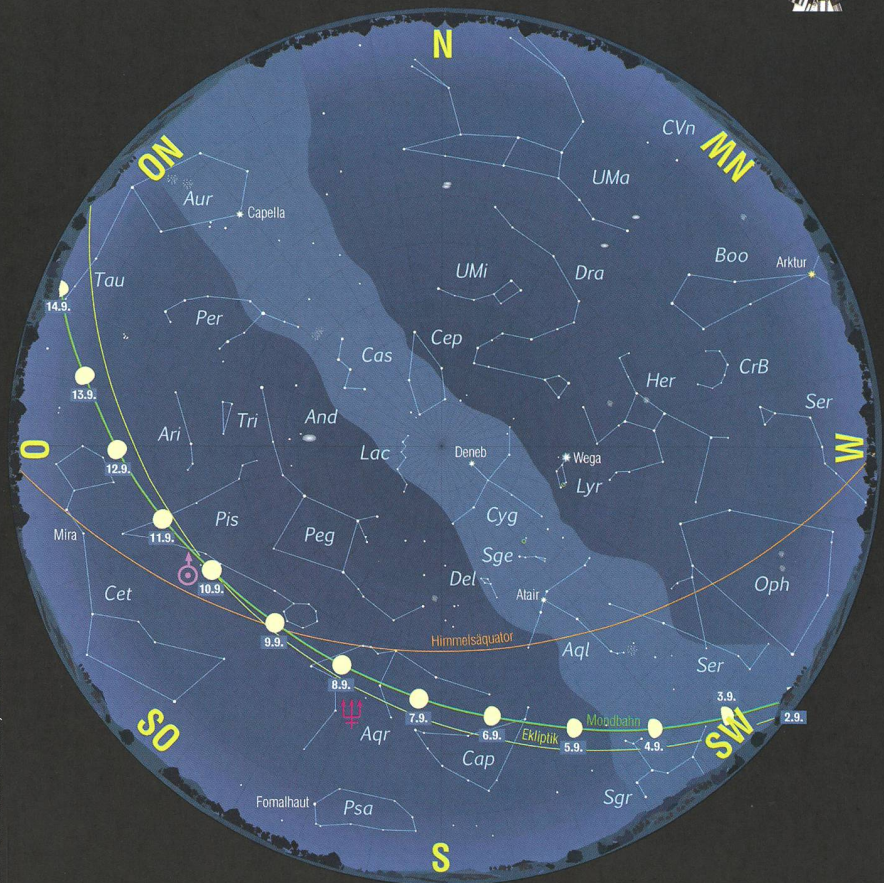 N
NO
NW
CVn
UMa
Aur
Capella
Boo
Arktur
Tau
UMi
Dra
14.9.
Per
Cep
Cas
CrB
Her
13.9.
Ser
Ari
Tri
And
O
W
Lac
Deneb
Wega
12.9.
Lyr
Pis
Cyg
Mira
11.9.
Peg
Sge
Del
Oph
10.9.
Cet
Atair
9.9.
Himmelsäquator
Aql
Ser
8.9.
3.9.
SO
7.9.
Mondbahn
SW
2.9.
Aqr
6.9.
Ekliptik
5.9.
4.9.
Cap
Sgr
Fomalhaut
Psa
S